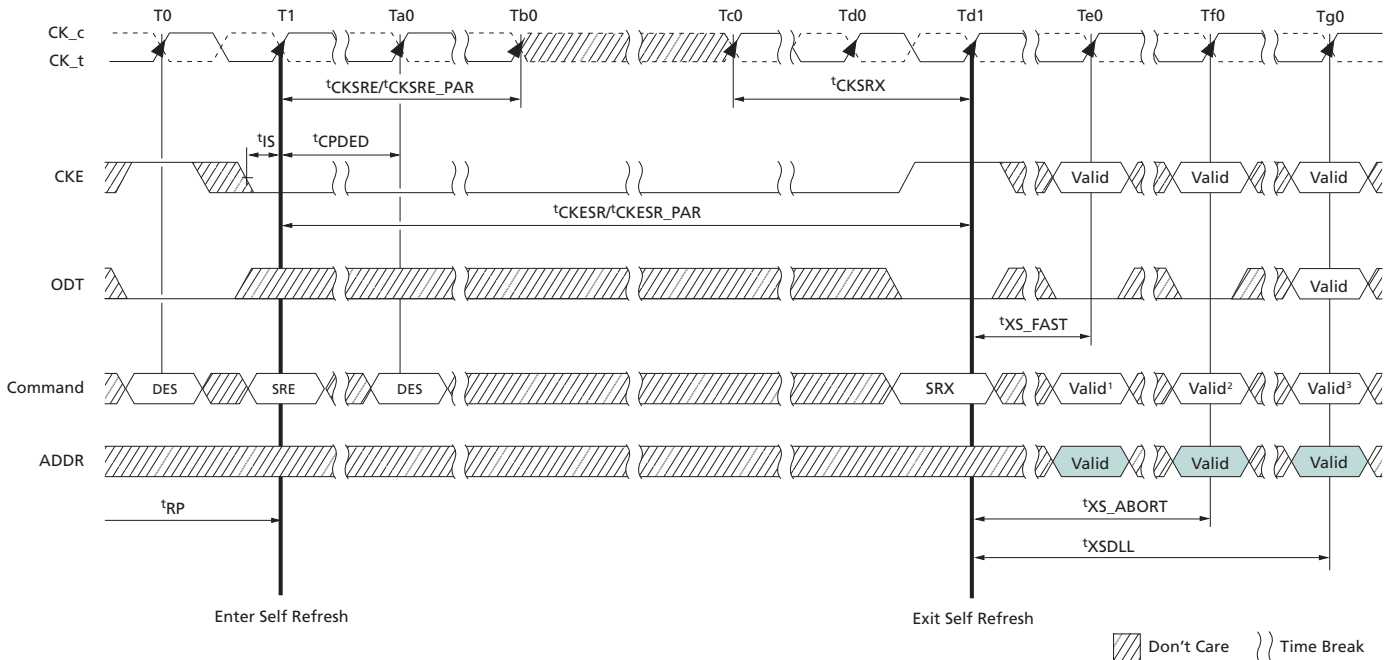 T0 T1 Ta0 Tb0 Tc0 Td0 Td1 Te0 Tf0 Tg0
CK_c
CK_t
tCKSRE/tCKSRE_PAR tCKSRX
tIS tCPDED
CKE Valid Valid Valid
tCKESR/tCKESR_PAR
ODT Valid
tXS_FAST
Command DES SRE DES SRX Valid¹ Valid² Valid³
ADDR Valid Valid Valid
tRP tXS_ABORT
tXSDLL
Enter Self Refresh Exit Self Refresh
Don't Care Time Break